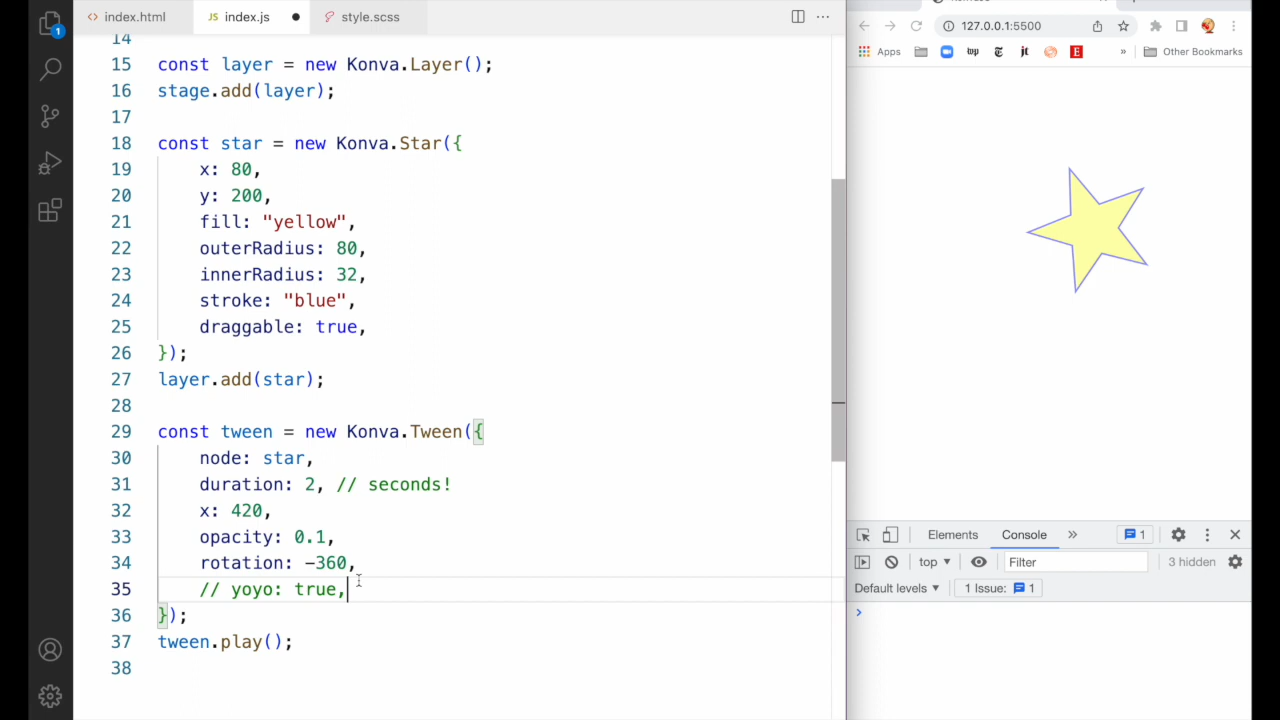 index.html
JS index.js
style.scss
1
14
15 const layer = new Konva.Layer();
16 stage.add(layer);
17
18 const star = new Konva.Star({
19 x: 80,
20 y: 200,
21 fill: "yellow",
22 outerRadius: 80,
23 innerRadius: 32,
24 stroke: "blue",
25 draggable: true,
26 });
27 layer.add(star);
28
29 const tween = new Konva.Tween({
30 node: star,
31 duration: 2, // seconds!
32 x: 420,
33 opacity: 0.1,
34 rotation: -360,
35 // yoyo: true,
36 });
37 tween.play();
38
127.0.0.1:5500
Apps wp jt E » Other Bookmarks
Elements Console » 1
top Filter 3 hidden
Default levels 1 Issue: 1